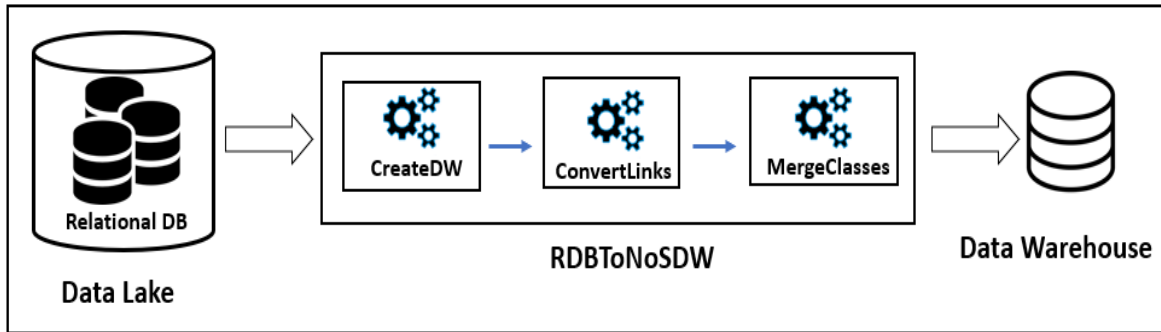 Relational DB
Data Lake
CreateDW
ConvertLinks
MergeClasses
RDBToNoSDW
Data Warehouse